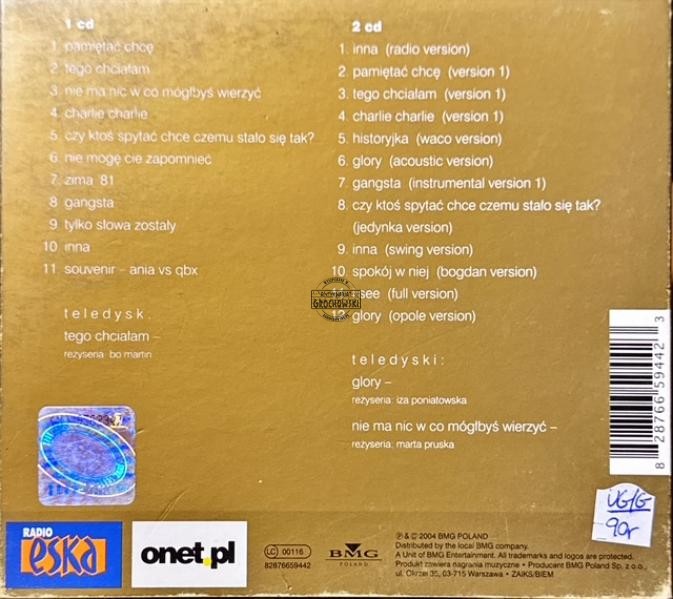 1 cd
1. pamiętać chcę
2. tego chciałam
3. nie ma nic w co mógłbyś wierzyć
4. charlie charlie
5. czy ktoś spytać chce czemu stało się tak?
6. nie mogę cię zapomnieć
7. zima 81
8 gangsta
9 tylko słowa zostały
10 inna
11 souvenir – ania vs qbx
teledysk:
tego chciałam –
reżyseria: bo martin
2 cd
1. inna (radio version)
2. pamiętać chcę (version 1)
3. tego chciałam (version 1)
4. charlie charlie (version 1)
5. historyjka (waco version)
6. glory (acoustic version)
7. gangsta (instrumental version 1)
8. czy ktoś spytać chce czemu stało się tak?
(jedynka version)
9. inna (swing version)
10 spokój w niej (bogdan version)
i see (full version)
12 glory (opole version)
teledyski:
glory –
reżyseria: iza poniatowska
nie ma nic w co mógłbyś wierzyć –
reżyseria: marta pruska
GROCHOWSKI
8 28766 59442 3
VG/G
90r
RADIO
eska
onet.pl
LC 00116
82876659442
BMG
POLAND
℗ & © 2004 BMG POLAND
Distributed by the local BMG company.
A Unit of BMG Entertainment. All trademarks and logos are protected.
Produkt zawiera nagrania muzyczne • Producent BMG Poland Sp. z o.o.,
ul. Okrzei 35, 03-715 Warszawa • ZAIKS/BIEM